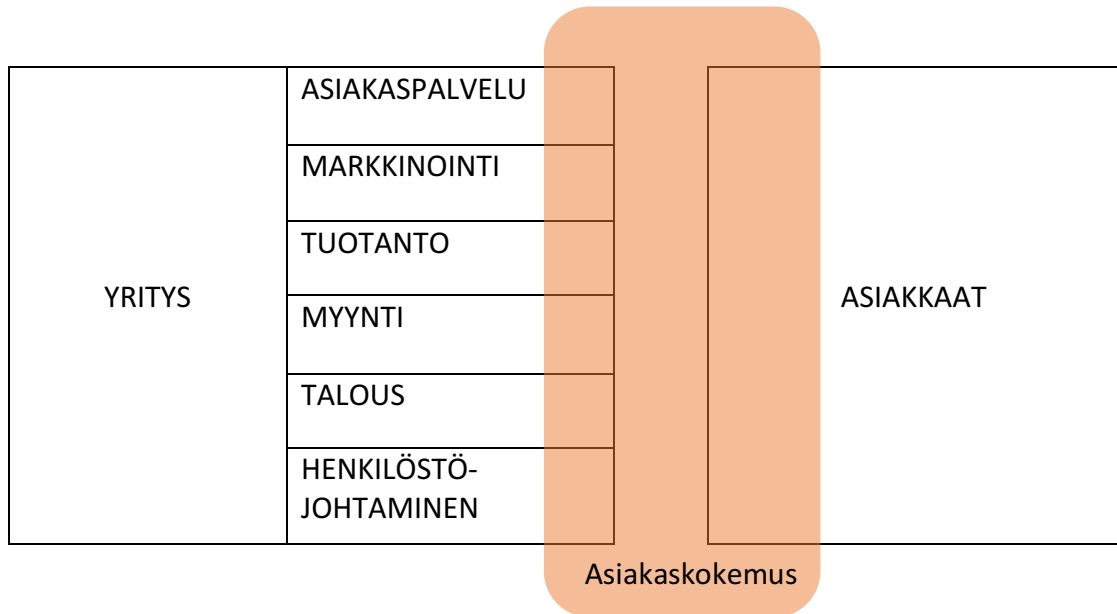 ASIAKASPALVELU
MARKKINOINTI
TUOTANTO
YRITYS
MYYNTI
ASIAKKAAT
TALOUS
HENKILÖSTÖ-
JOHTAMINEN
Asiakaskokemus